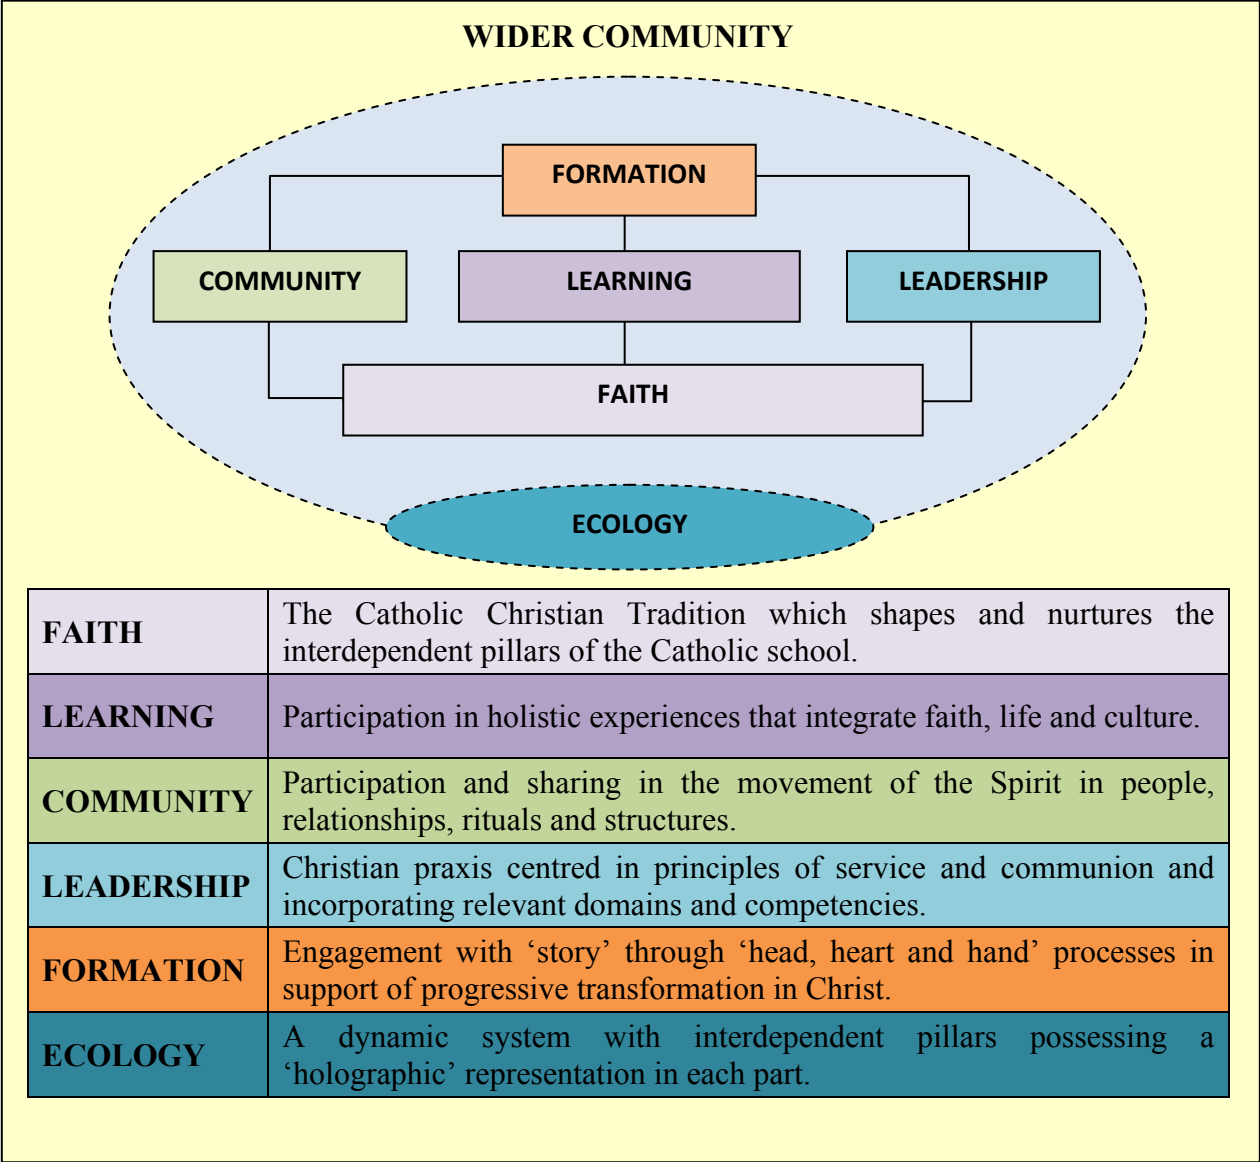 WIDER COMMUNITY
FORMATION
COMMUNITY
LEARNING
LEADERSHIP
FAITH
ECOLOGY
FAITH
The Catholic Christian Tradition which shapes and nurtures the
interdependent pillars of the Catholic school.
LEARNING
Participation in holistic experiences that integrate faith, life and culture.
COMMUNITY
Participation and sharing in the movement of the Spirit in people,
relationships, rituals and structures.
LEADERSHIP
Christian praxis centred in principles of service and communion and
incorporating relevant domains and competencies.
FORMATION
Engagement with ‘story’ through ‘head, heart and hand’ processes in
support of progressive transformation in Christ.
ECOLOGY
A dynamic system with interdependent pillars possessing a
‘holographic’ representation in each part.